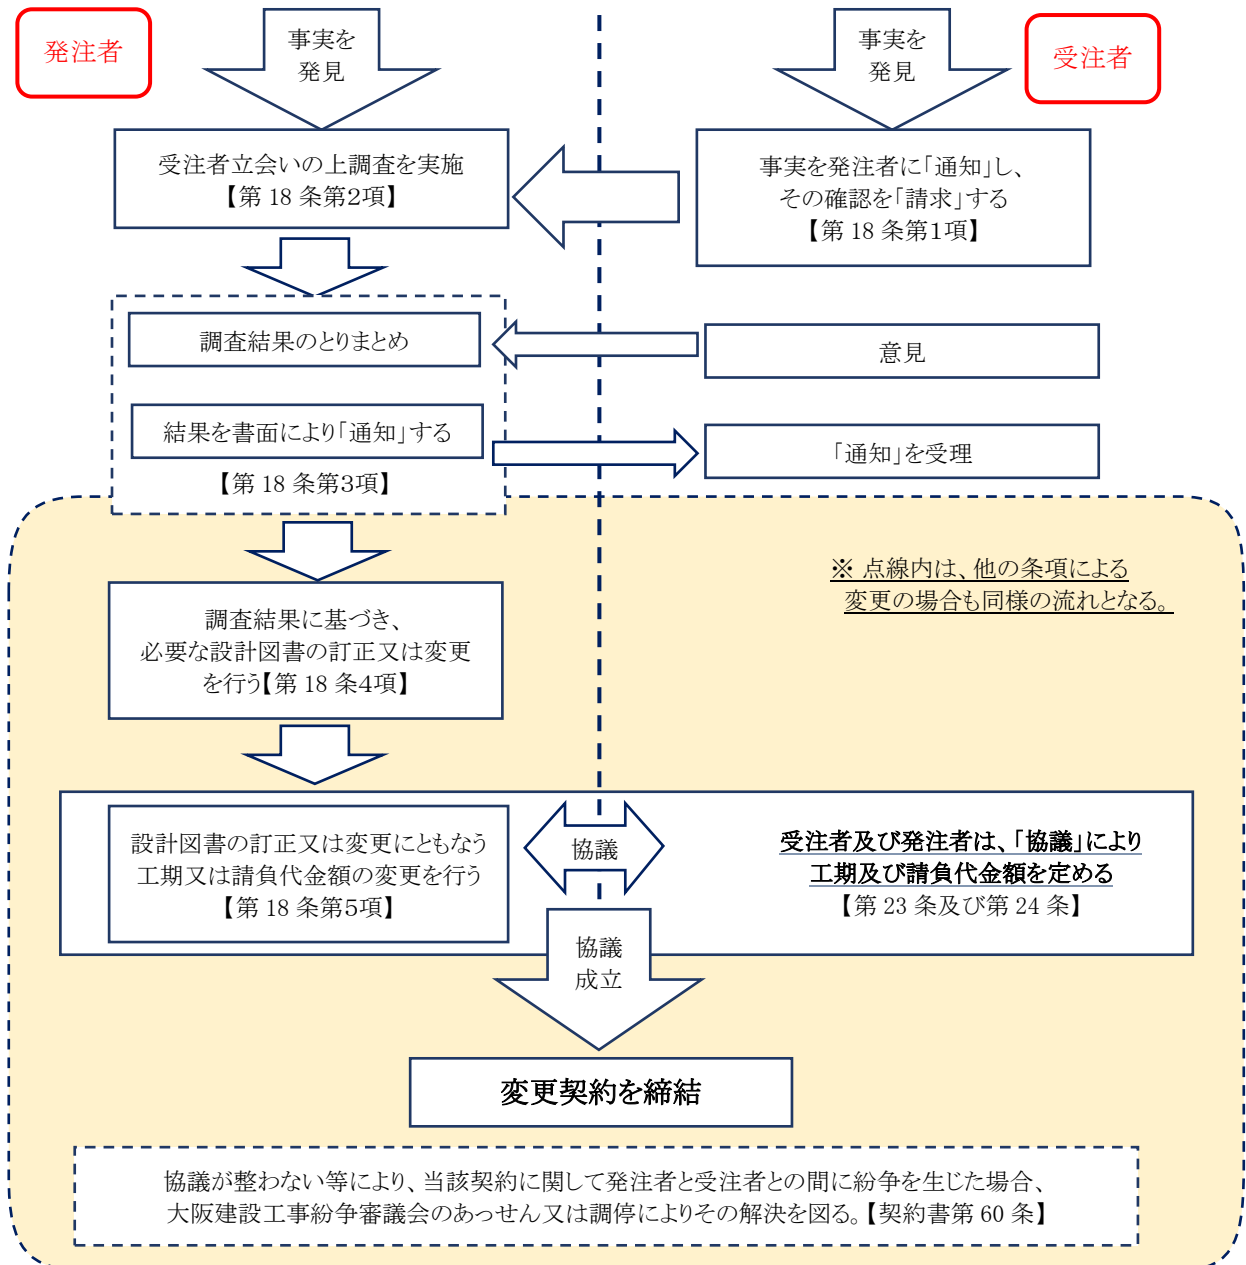 発注者
事実を
発見
事実を
発見
受注者
受注者立会いの上調査を実施
【第 18 条第2項】
事実を発注者に「通知」し、
その確認を「請求」する
【第 18 条第1項】
調査結果のとりまとめ
意見
結果を書面により「通知」する
【第 18 条第3項】
「通知」を受理
※ 点線内は、他の条項による
変更の場合も同様の流れとなる。
調査結果に基づき、
必要な設計図書の訂正又は変更
を行う【第 18 条4項】
設計図書の訂正又は変更にともなう
工期又は請負代金額の変更を行う
【第 18 条第5項】
協議
受注者及び発注者は、「協議」により
工期及び請負代金額を定める
【第 23 条及び第 24 条】
協議
成立
変更契約を締結
協議が整わない等により、当該契約に関して発注者と受注者との間に紛争を生じた場合、
大阪建設工事紛争審議会のあっせん又は調停によりその解決を図る。【契約書第 60 条】